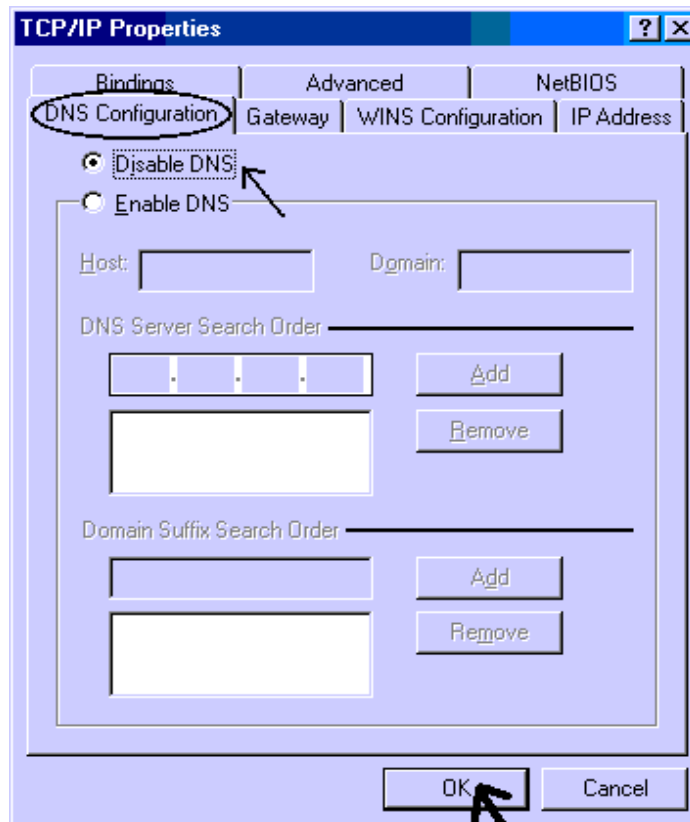 TCP/IP Properties
Bindings Advanced NetBIOS
DNS Configuration Gateway WINS Configuration IP Address
Disable DNS
Enable DNS
Host: Domain:
DNS Server Search Order
. . . Add
Remove
Domain Suffix Search Order
Add
Remove
OK Cancel